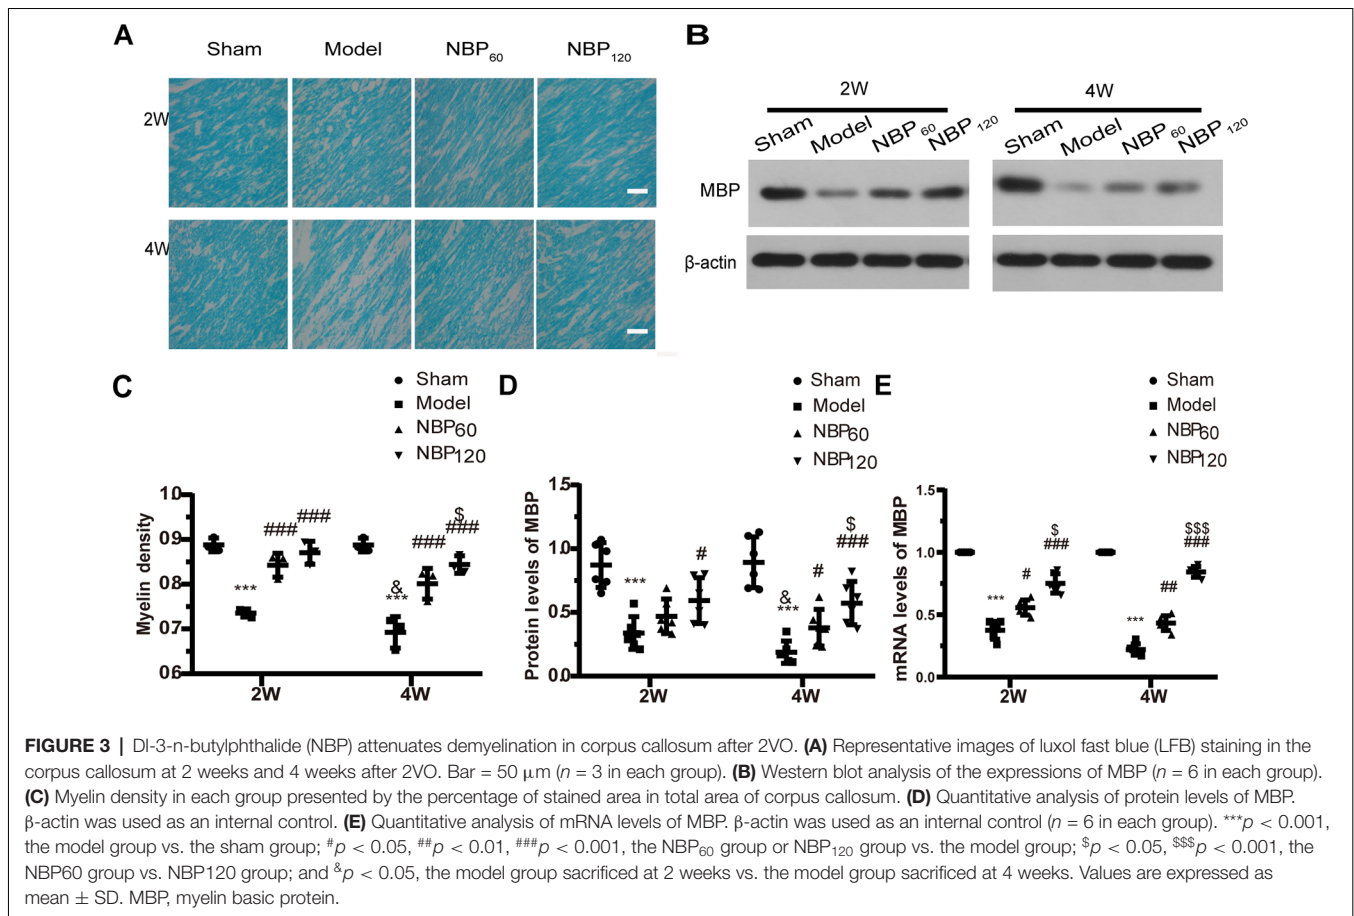 A
Sham Model NBP60 NBP120
2W
4W
B
2W 4W
Sham Model NBP 60 NBP 120 Sham Model NBP 60 NBP 120
MBP
β-actin
C
Sham
Model
NBP60
NBP120
Myelin density
1.0
0.9
0.8
0.7
0.6
*** ### ### & *** ### $ ###
2W 4W
D
Sham
Model
NBP60
NBP120
Protein levels of MBP
1.5
1.0
0.5
0.0
*** # & *** # $ ###
2W 4W
E
Sham
Model
NBP60
NBP120
mRNA levels of MBP
1.5
1.0
0.5
0.0
*** # $ ### *** ## $$$ ###
2W 4W
FIGURE 3 | Dl-3-n-butylphthalide (NBP) attenuates demyelination in corpus callosum after 2VO. (A) Representative images of luxol fast blue (LFB) staining in the
corpus callosum at 2 weeks and 4 weeks after 2VO. Bar = 50 μm (n = 3 in each group). (B) Western blot analysis of the expressions of MBP (n = 6 in each group).
(C) Myelin density in each group presented by the percentage of stained area in total area of corpus callosum. (D) Quantitative analysis of protein levels of MBP.
β-actin was used as an internal control. (E) Quantitative analysis of mRNA levels of MBP. β-actin was used as an internal control (n = 6 in each group). ***p < 0.001,
the model group vs. the sham group; #p < 0.05, ##p < 0.01, ###p < 0.001, the NBP60 group or NBP120 group vs. the model group; $p < 0.05, $$$p < 0.001, the
NBP60 group vs. NBP120 group; and &p < 0.05, the model group sacrificed at 2 weeks vs. the model group sacrificed at 4 weeks. Values are expressed as
mean ± SD. MBP, myelin basic protein.